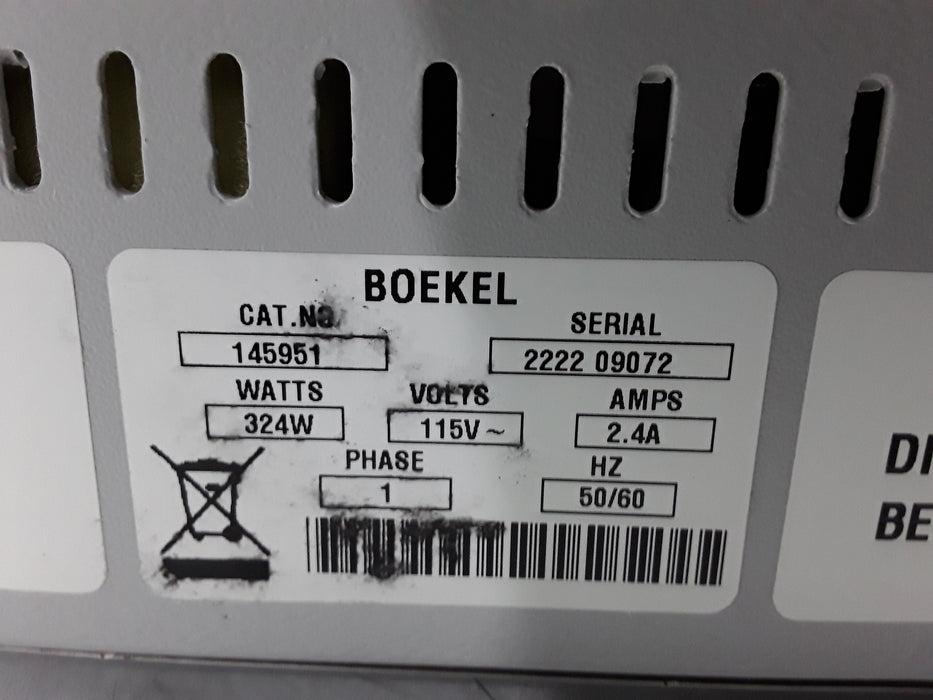 BOEKEL
CAT.NO. SERIAL
145951 2222 09072
WATTS VOLTS AMPS
324W 115V ~ 2.4A
PHASE HZ
1 50/60
DI
BE